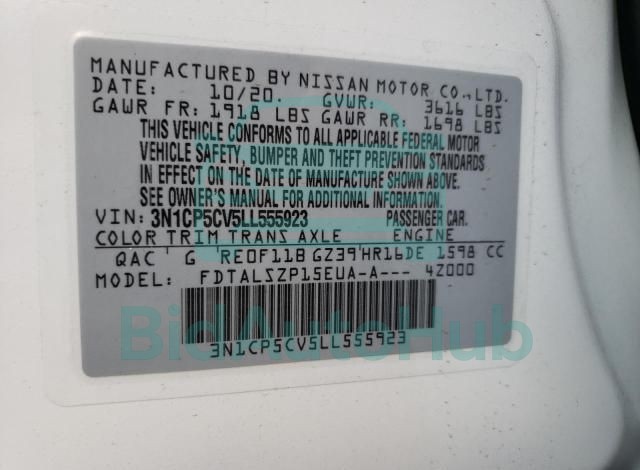 MANUFACTURED BY NISSAN MOTOR CO.,LTD.
DATE: 10/20 GVWR: 3616 LBS
GAWR FR: 1918 LBS GAWR RR: 1698 LBS
THIS VEHICLE CONFORMS TO ALL APPLICABLE FEDERAL MOTOR
VEHICLE SAFETY, BUMPER AND THEFT PREVENTION STANDARDS
IN EFFECT ON THE DATE OF MANUFACTURE SHOWN ABOVE.
SEE OWNER'S MANUAL FOR ADDITIONAL INFORMATION.
VIN: 3N1CP5CV5LL555923 PASSENGER CAR.
COLOR TRIM TRANS AXLE ENGINE
QAC G RE0F11B GZ39 HR16DE 1598 CC
MODEL: FDTALSZP15EUA-A--- 4Z000
3N1CP5CV5LL555923
BidAutoHub